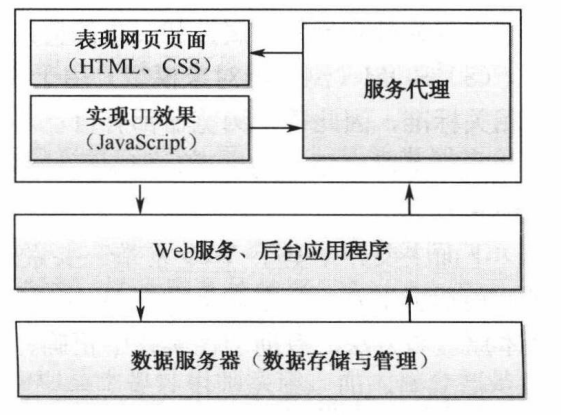 表现网页页面
（HTML、CSS）
实现UI效果
（JavaScript）
服务代理
Web服务、后台应用程序
数据服务器（数据存储与管理）